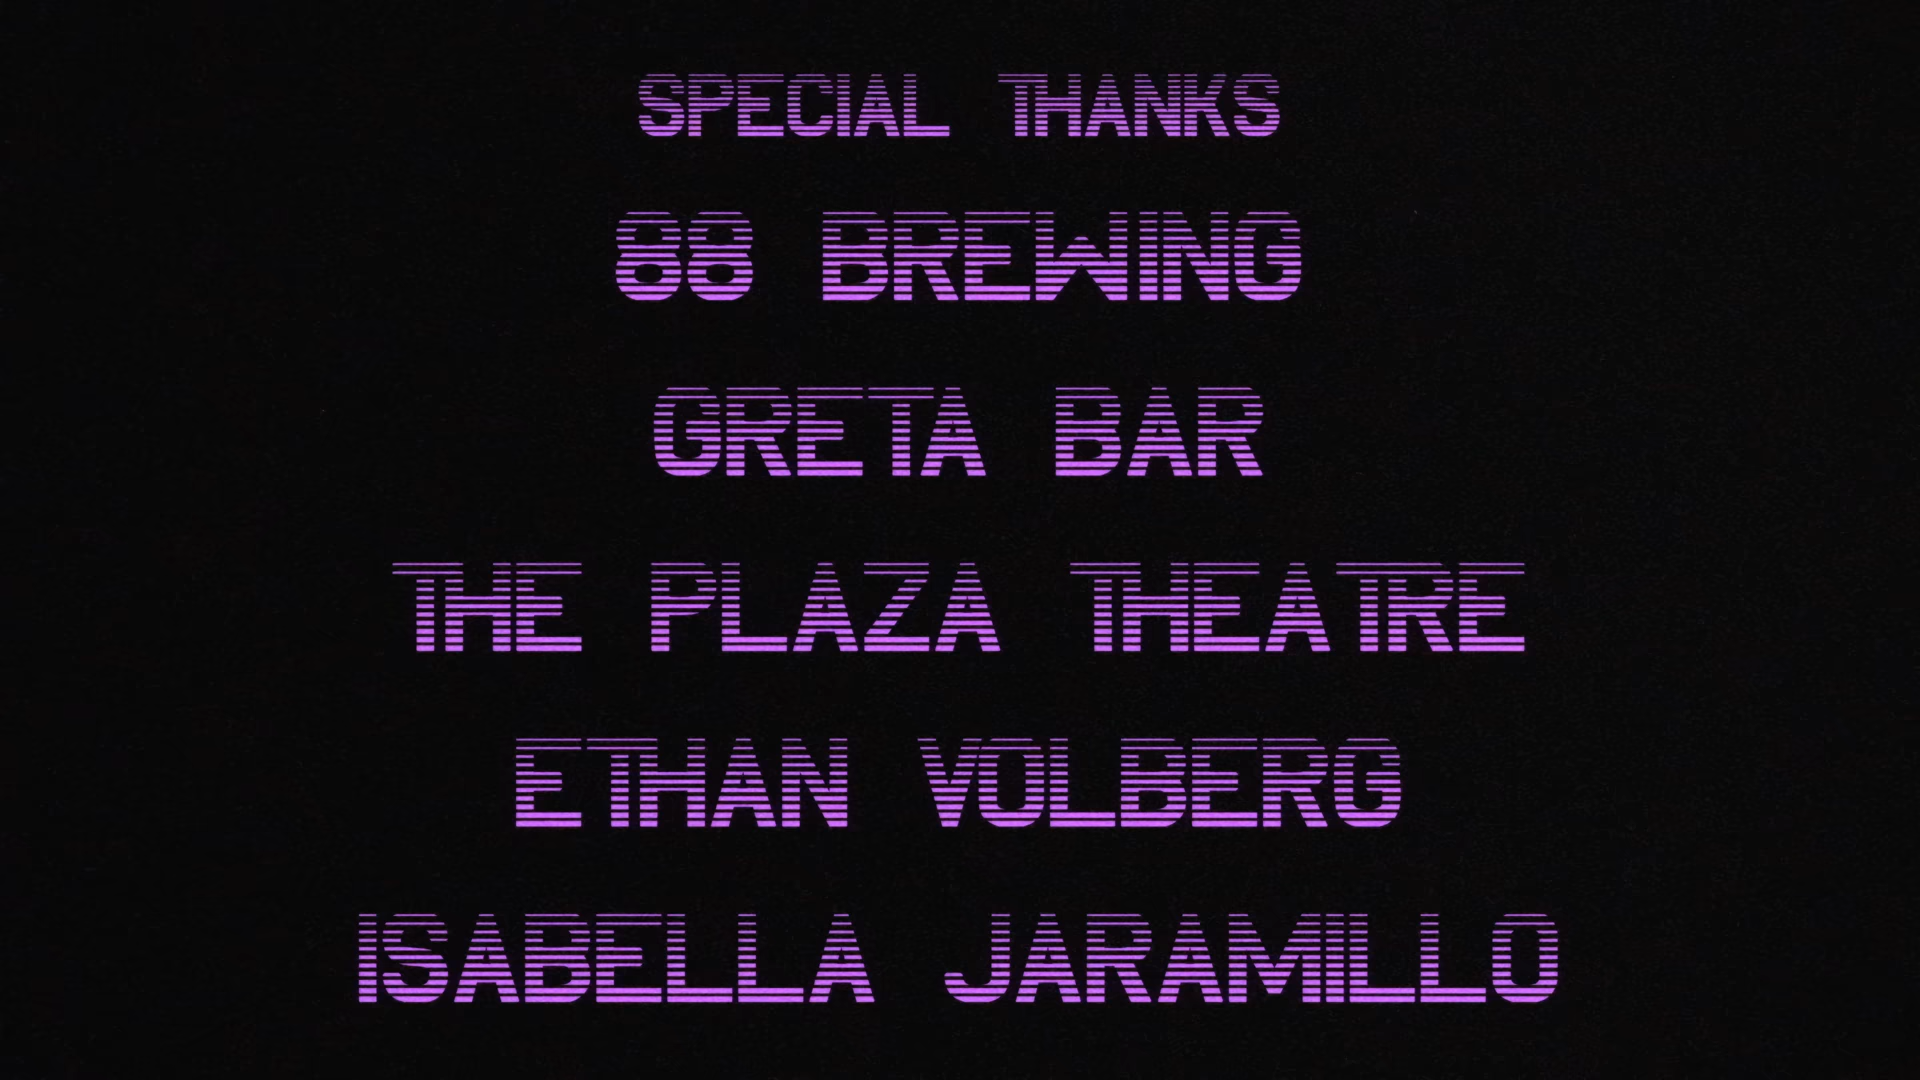 SPECIAL THANKS
88 BREWING
GRETA BAR
THE PLAZA THEATRE
ETHAN VOLBERG
ISABELLA JARAMILLO